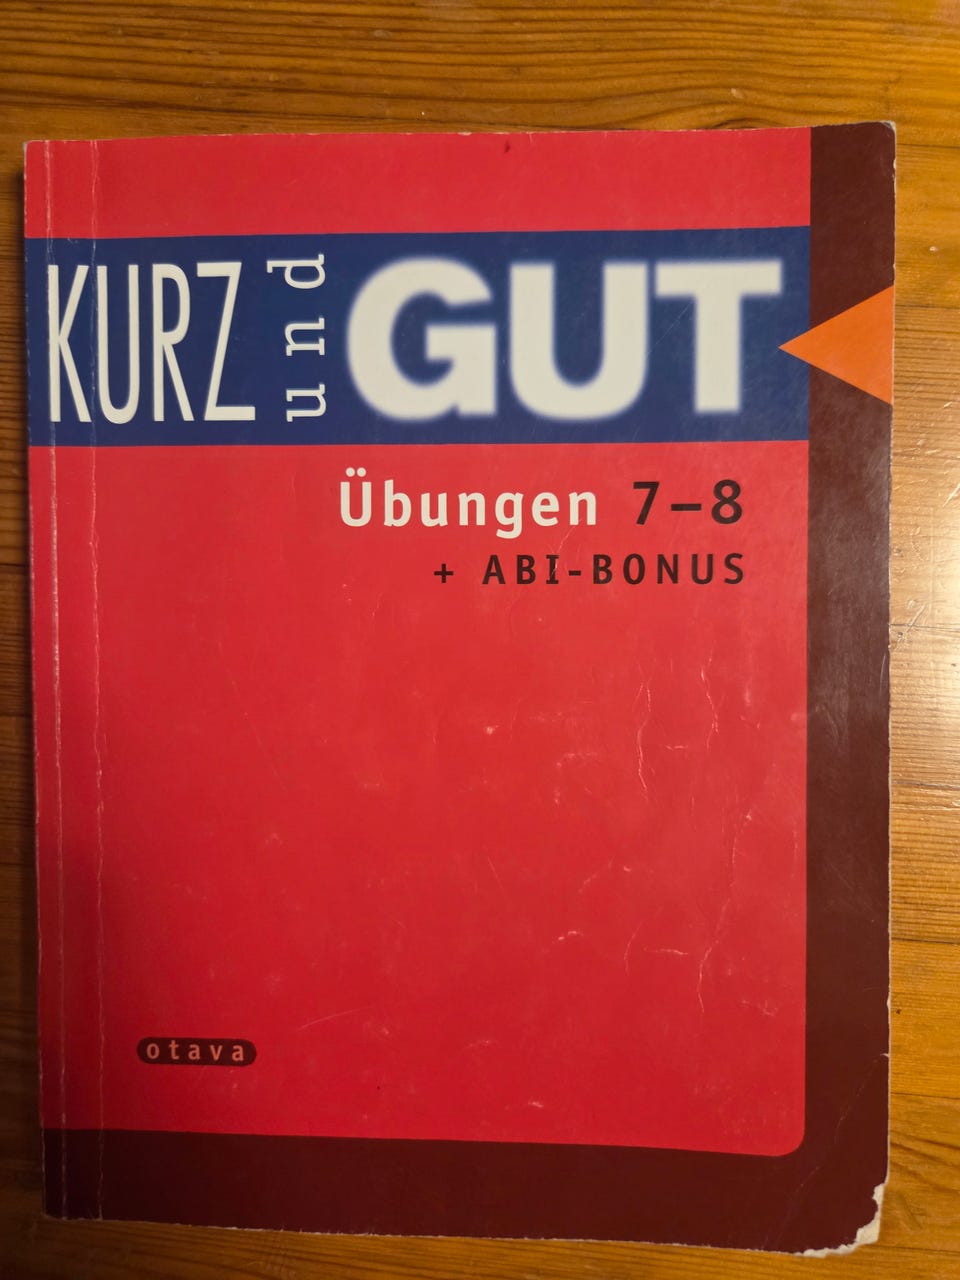 KURZ und GUT
Übungen 7–8
+ ABI-BONUS
otava